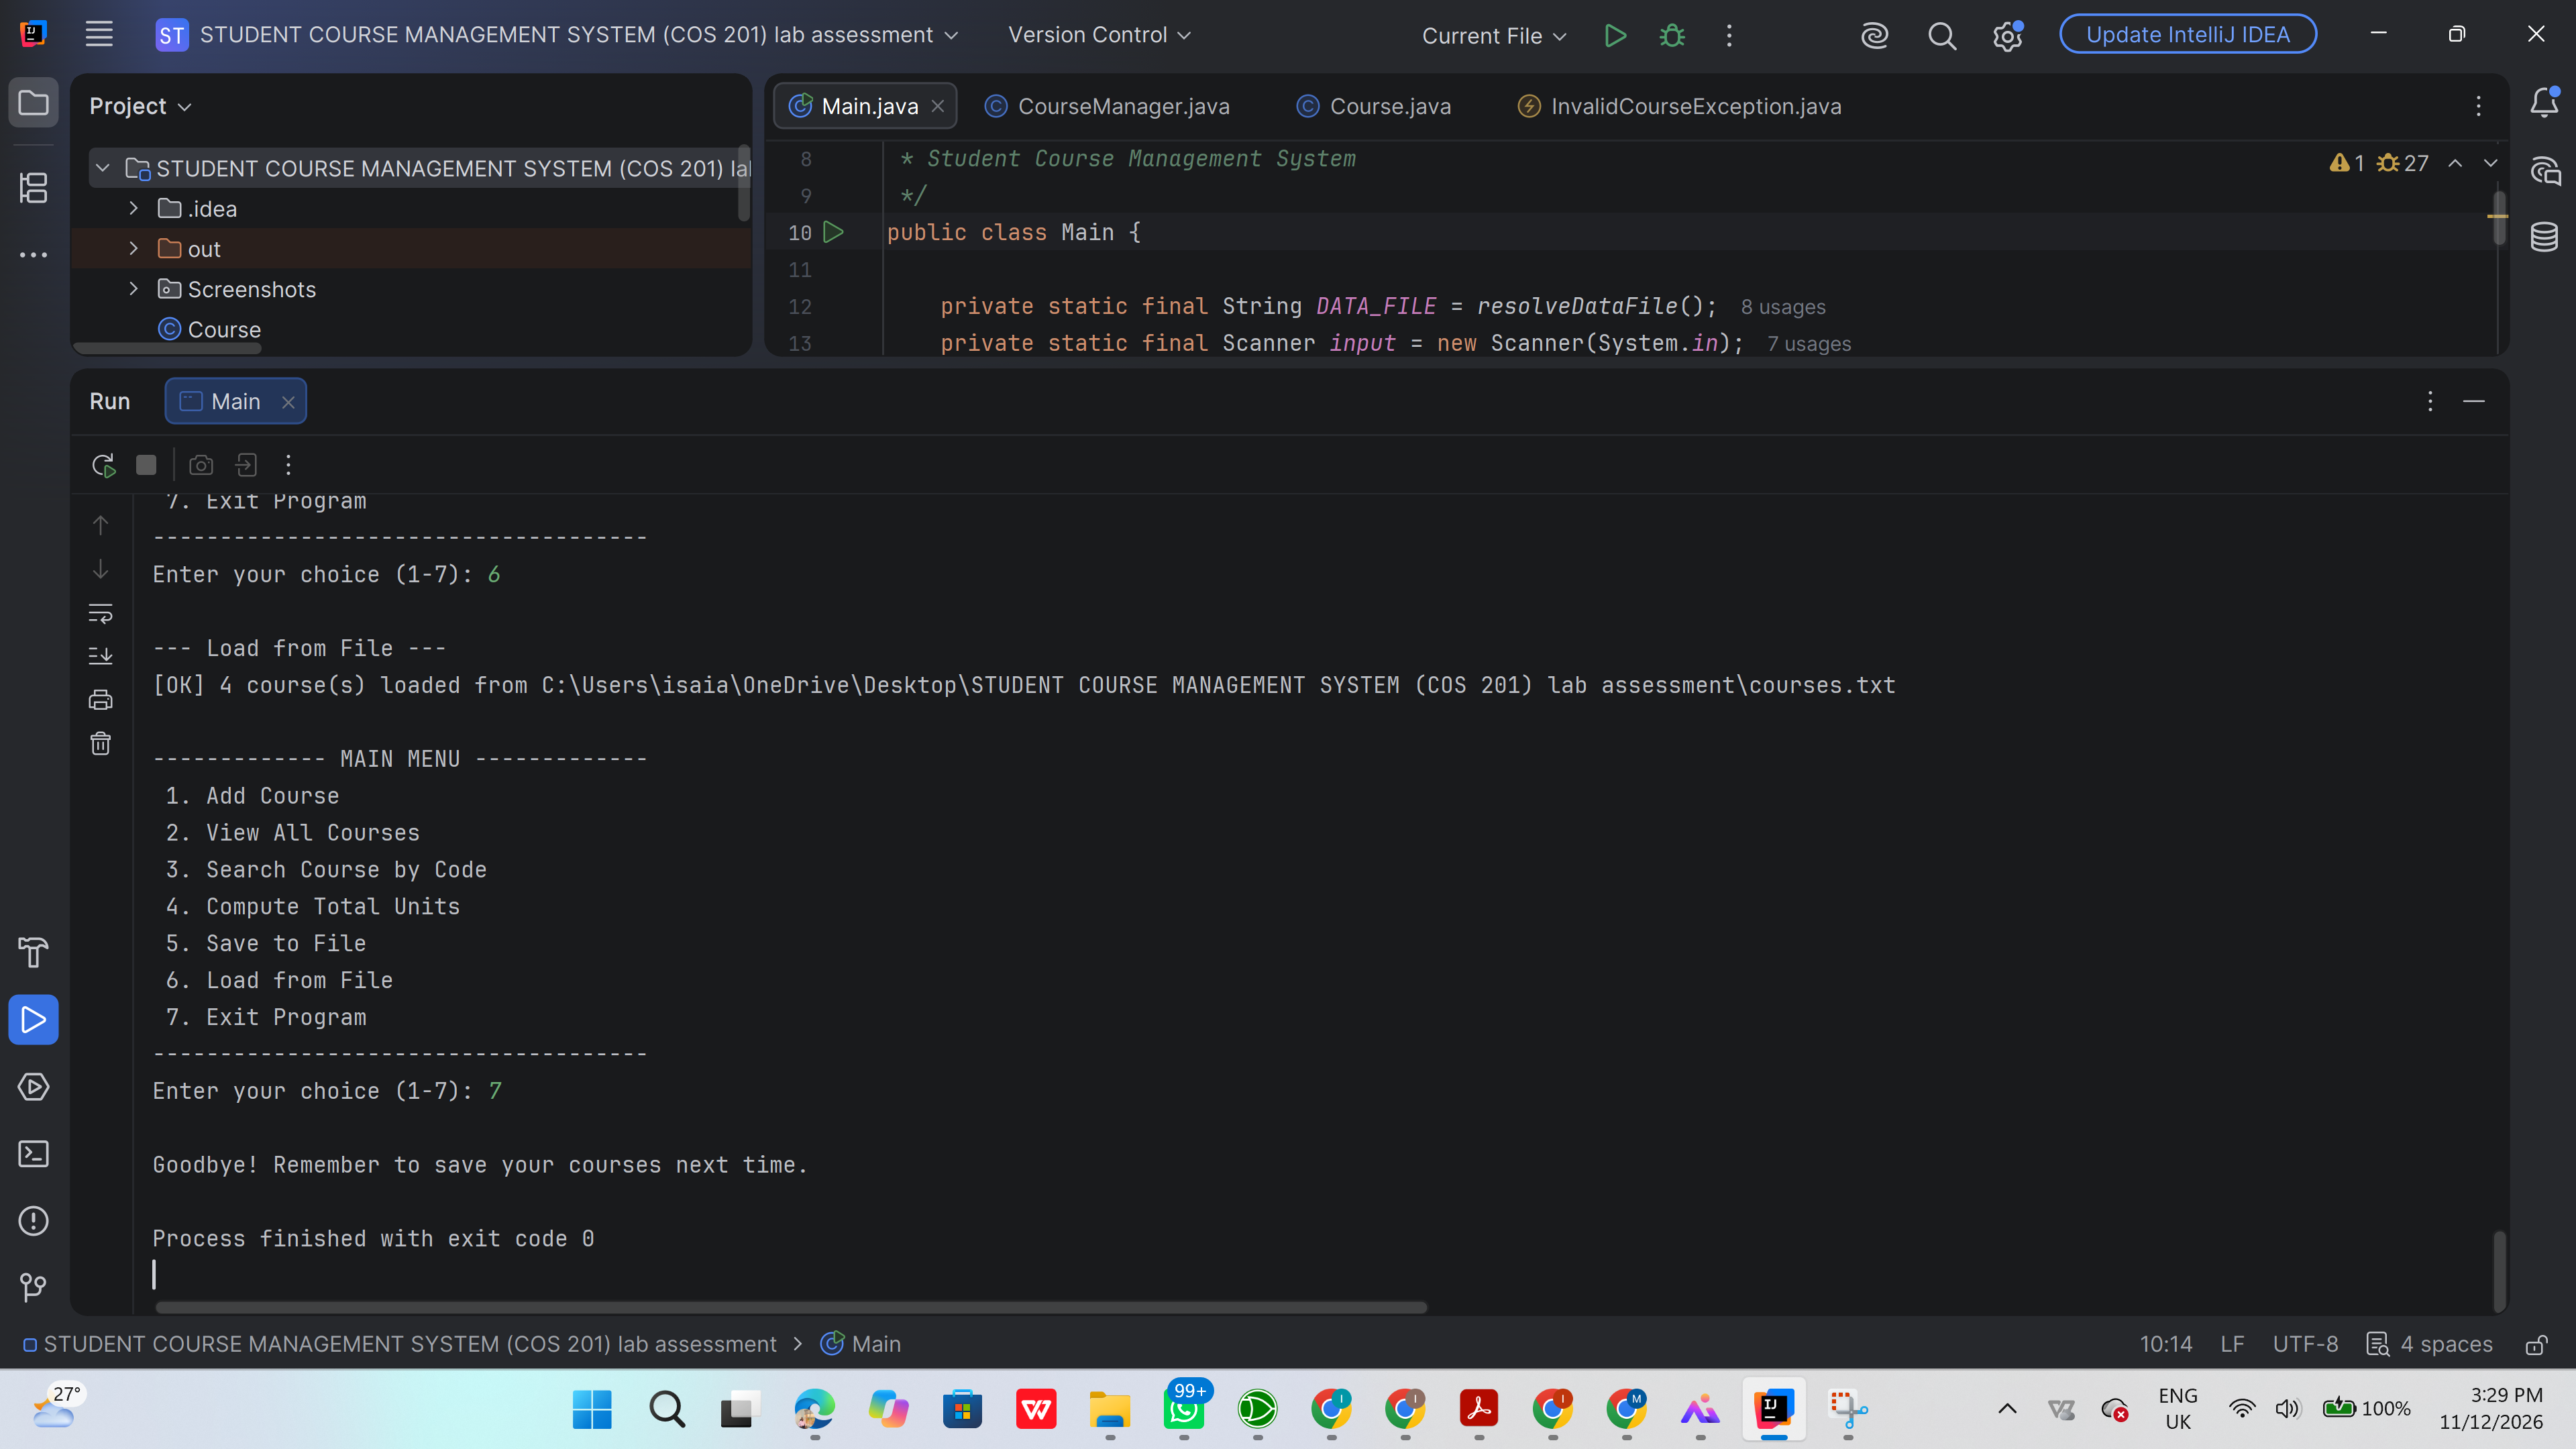 ST STUDENT COURSE MANAGEMENT SYSTEM (COS 201) lab assessment Version Control Current File Update IntelliJ IDEA
Project
STUDENT COURSE MANAGEMENT SYSTEM (COS 201) la
.idea
out
Screenshots
Course
Main.java CourseManager.java Course.java InvalidCourseException.java
8 * Student Course Management System
1 27
9 */
10 public class Main {
11
12 private static final String DATA_FILE = resolveDataFile(); 8 usages
13 private static final Scanner input = new Scanner(System.in); 7 usages
Run Main
7. Exit Program
-------------------------------------
Enter your choice (1-7): 6
--- Load from File ---
[OK] 4 course(s) loaded from C:\Users\isaia\OneDrive\Desktop\STUDENT COURSE MANAGEMENT SYSTEM (COS 201) lab assessment\courses.txt
------------- MAIN MENU -------------
1. Add Course
2. View All Courses
3. Search Course by Code
4. Compute Total Units
5. Save to File
6. Load from File
7. Exit Program
-------------------------------------
Enter your choice (1-7): 7
Goodbye! Remember to save your courses next time.
Process finished with exit code 0
STUDENT COURSE MANAGEMENT SYSTEM (COS 201) lab assessment > Main 10:14 LF UTF-8 4 spaces
27°
99+
ENG
UK
100%
3:29 PM
11/12/2026